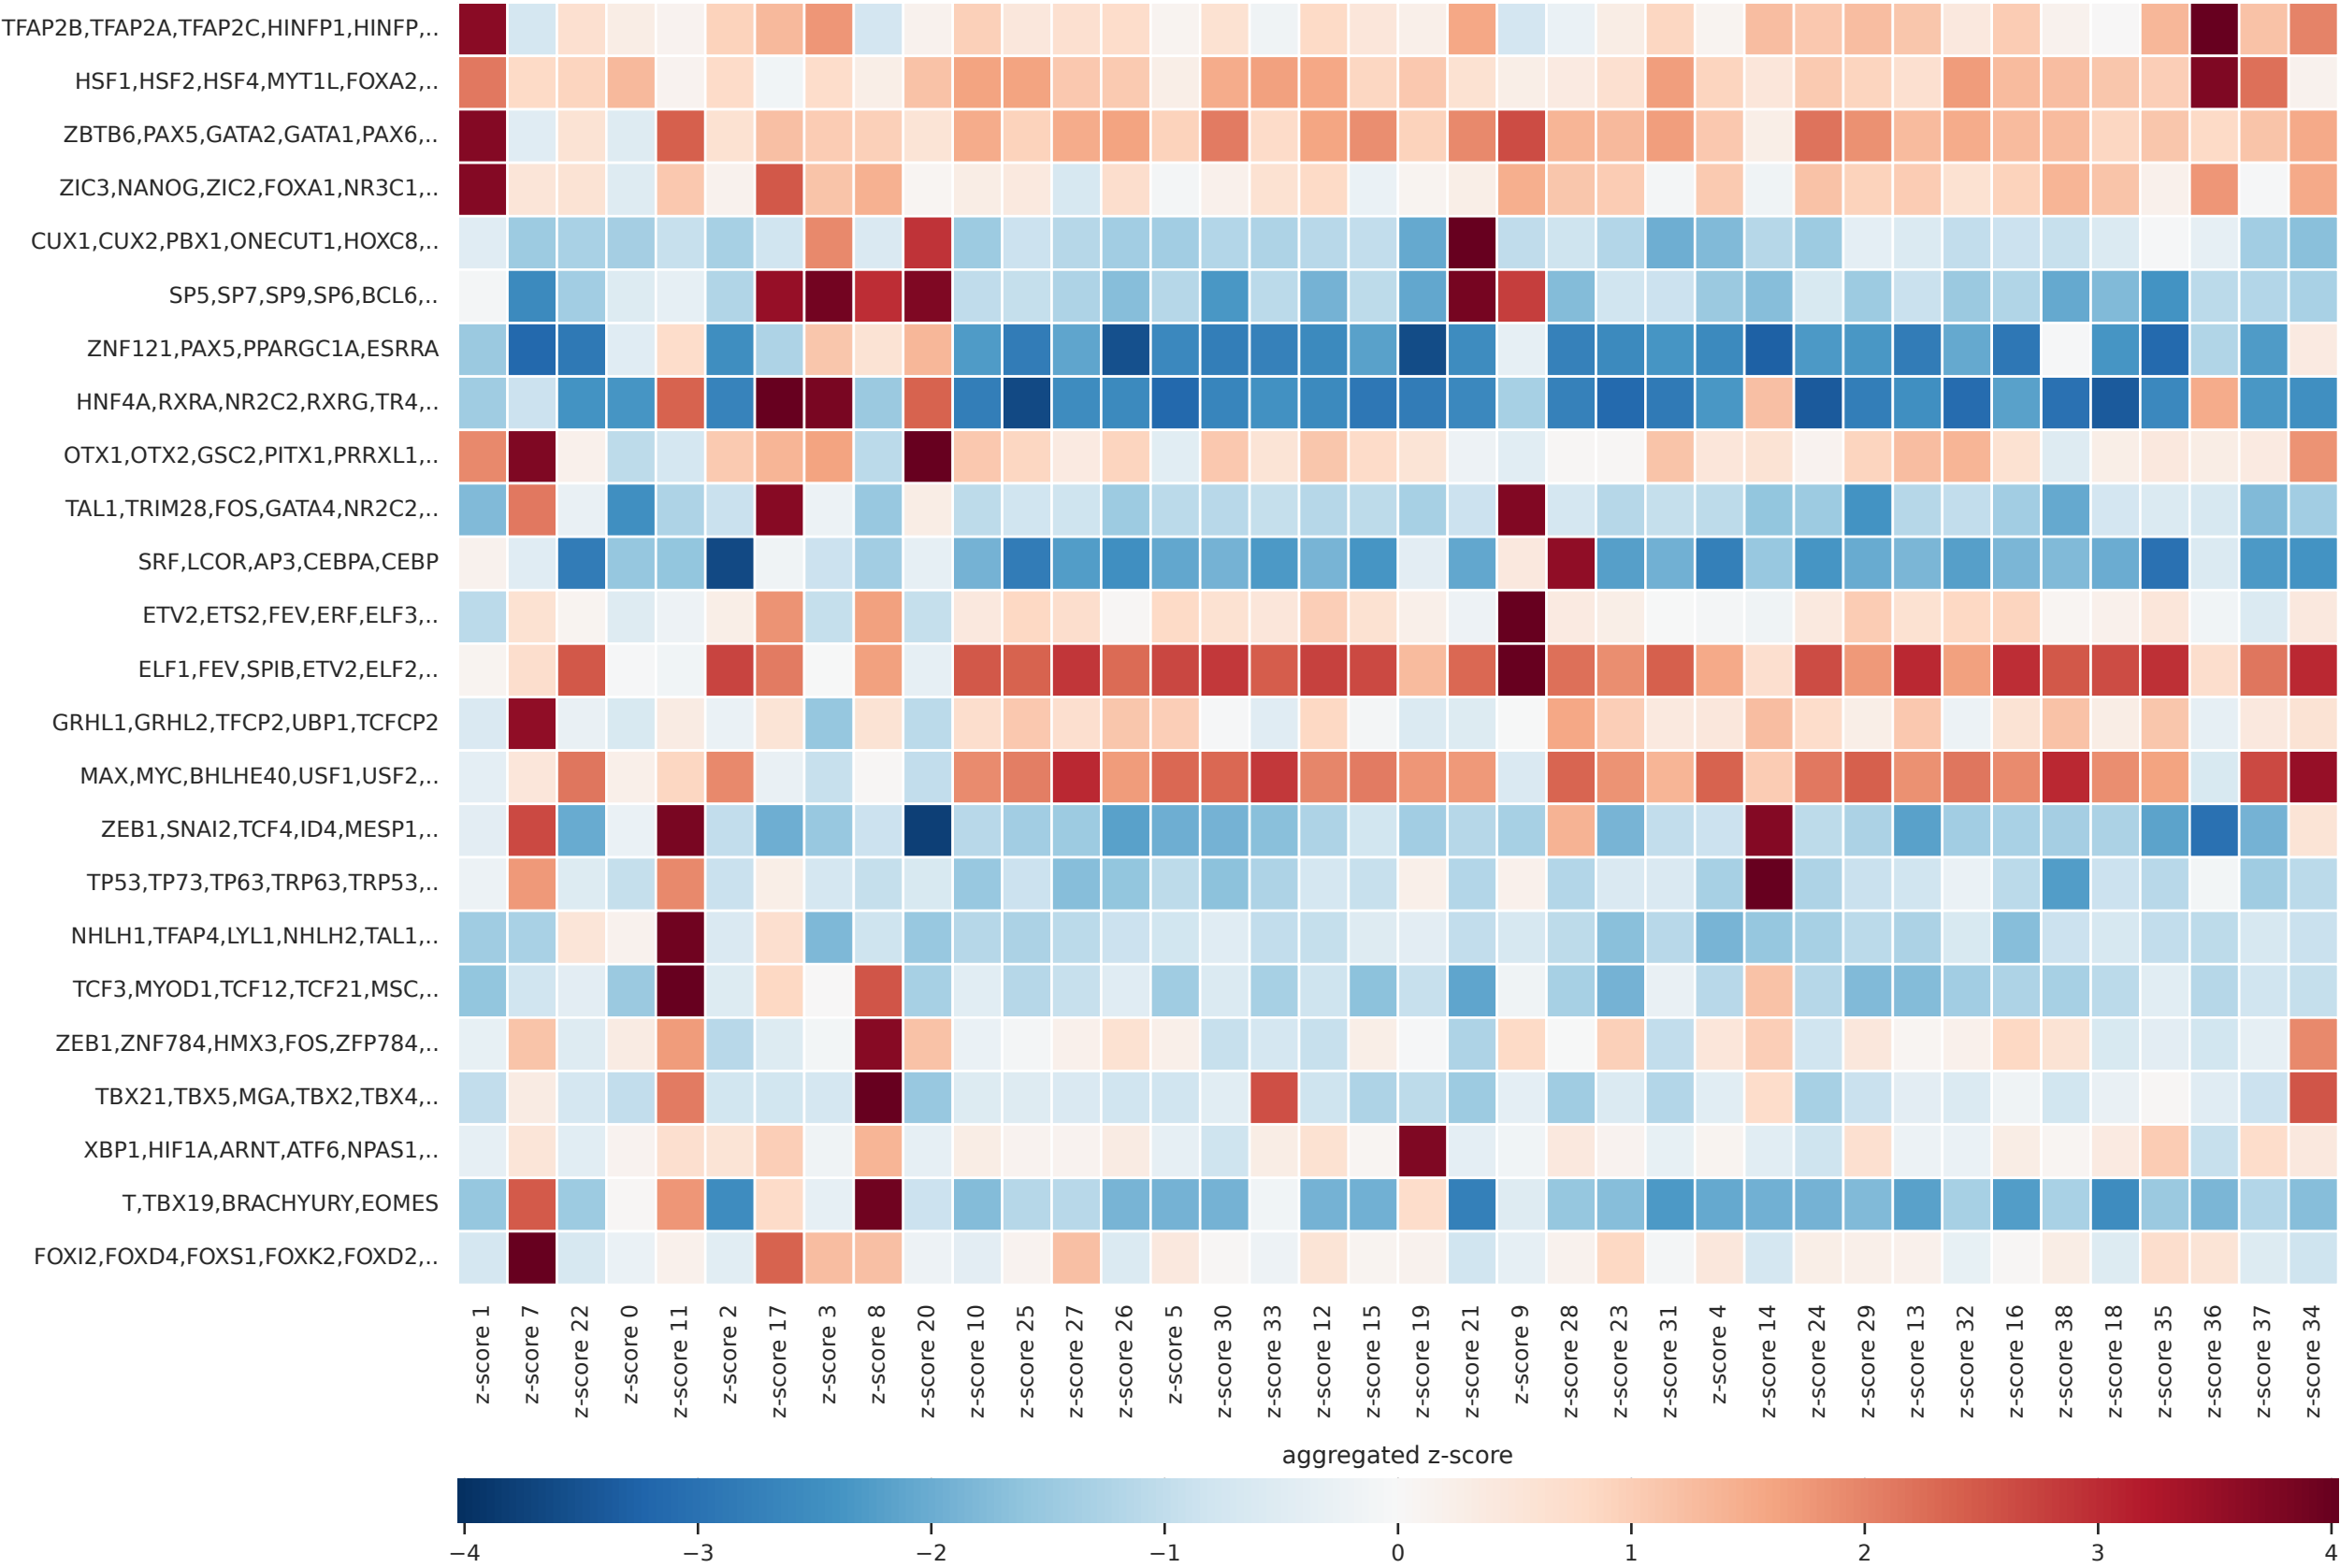 TFAP2B,TFAP2A,TFAP2C,HINFP1,HINFP,..
HSF1,HSF2,HSF4,MYT1L,FOXA2,..
ZBTB6,PAX5,GATA2,GATA1,PAX6,..
ZIC3,NANOG,ZIC2,FOXA1,NR3C1,..
CUX1,CUX2,PBX1,ONECUT1,HOXC8,..
SP5,SP7,SP9,SP6,BCL6,..
ZNF121,PAX5,PPARGC1A,ESRRA
HNF4A,RXRA,NR2C2,RXRG,TR4,..
OTX1,OTX2,GSC2,PITX1,PRRXL1,..
TAL1,TRIM28,FOS,GATA4,NR2C2,..
SRF,LCOR,AP3,CEBPA,CEBP
ETV2,ETS2,FEV,ERF,ELF3,..
ELF1,FEV,SPIB,ETV2,ELF2,..
GRHL1,GRHL2,TFCP2,UBP1,TCFCP2
MAX,MYC,BHLHE40,USF1,USF2,..
ZEB1,SNAI2,TCF4,ID4,MESP1,..
TP53,TP73,TP63,TRP63,TRP53,..
NHLH1,TFAP4,LYL1,NHLH2,TAL1,..
TCF3,MYOD1,TCF12,TCF21,MSC,..
ZEB1,ZNF784,HMX3,FOS,ZFP784,..
TBX21,TBX5,MGA,TBX2,TBX4,..
XBP1,HIF1A,ARNT,ATF6,NPAS1,..
T,TBX19,BRACHYURY,EOMES
FOXI2,FOXD4,FOXS1,FOXK2,FOXD2,..
z-score 1
z-score 7
z-score 22
z-score 0
z-score 11
z-score 2
z-score 17
z-score 3
z-score 8
z-score 20
z-score 10
z-score 25
z-score 27
z-score 26
z-score 5
z-score 30
z-score 33
z-score 12
z-score 15
z-score 19
z-score 21
z-score 9
z-score 28
z-score 23
z-score 31
z-score 4
z-score 14
z-score 24
z-score 29
z-score 13
z-score 32
z-score 16
z-score 38
z-score 18
z-score 35
z-score 36
z-score 37
z-score 34
aggregated z-score
−4 −3 −2 −1 0 1 2 3 4